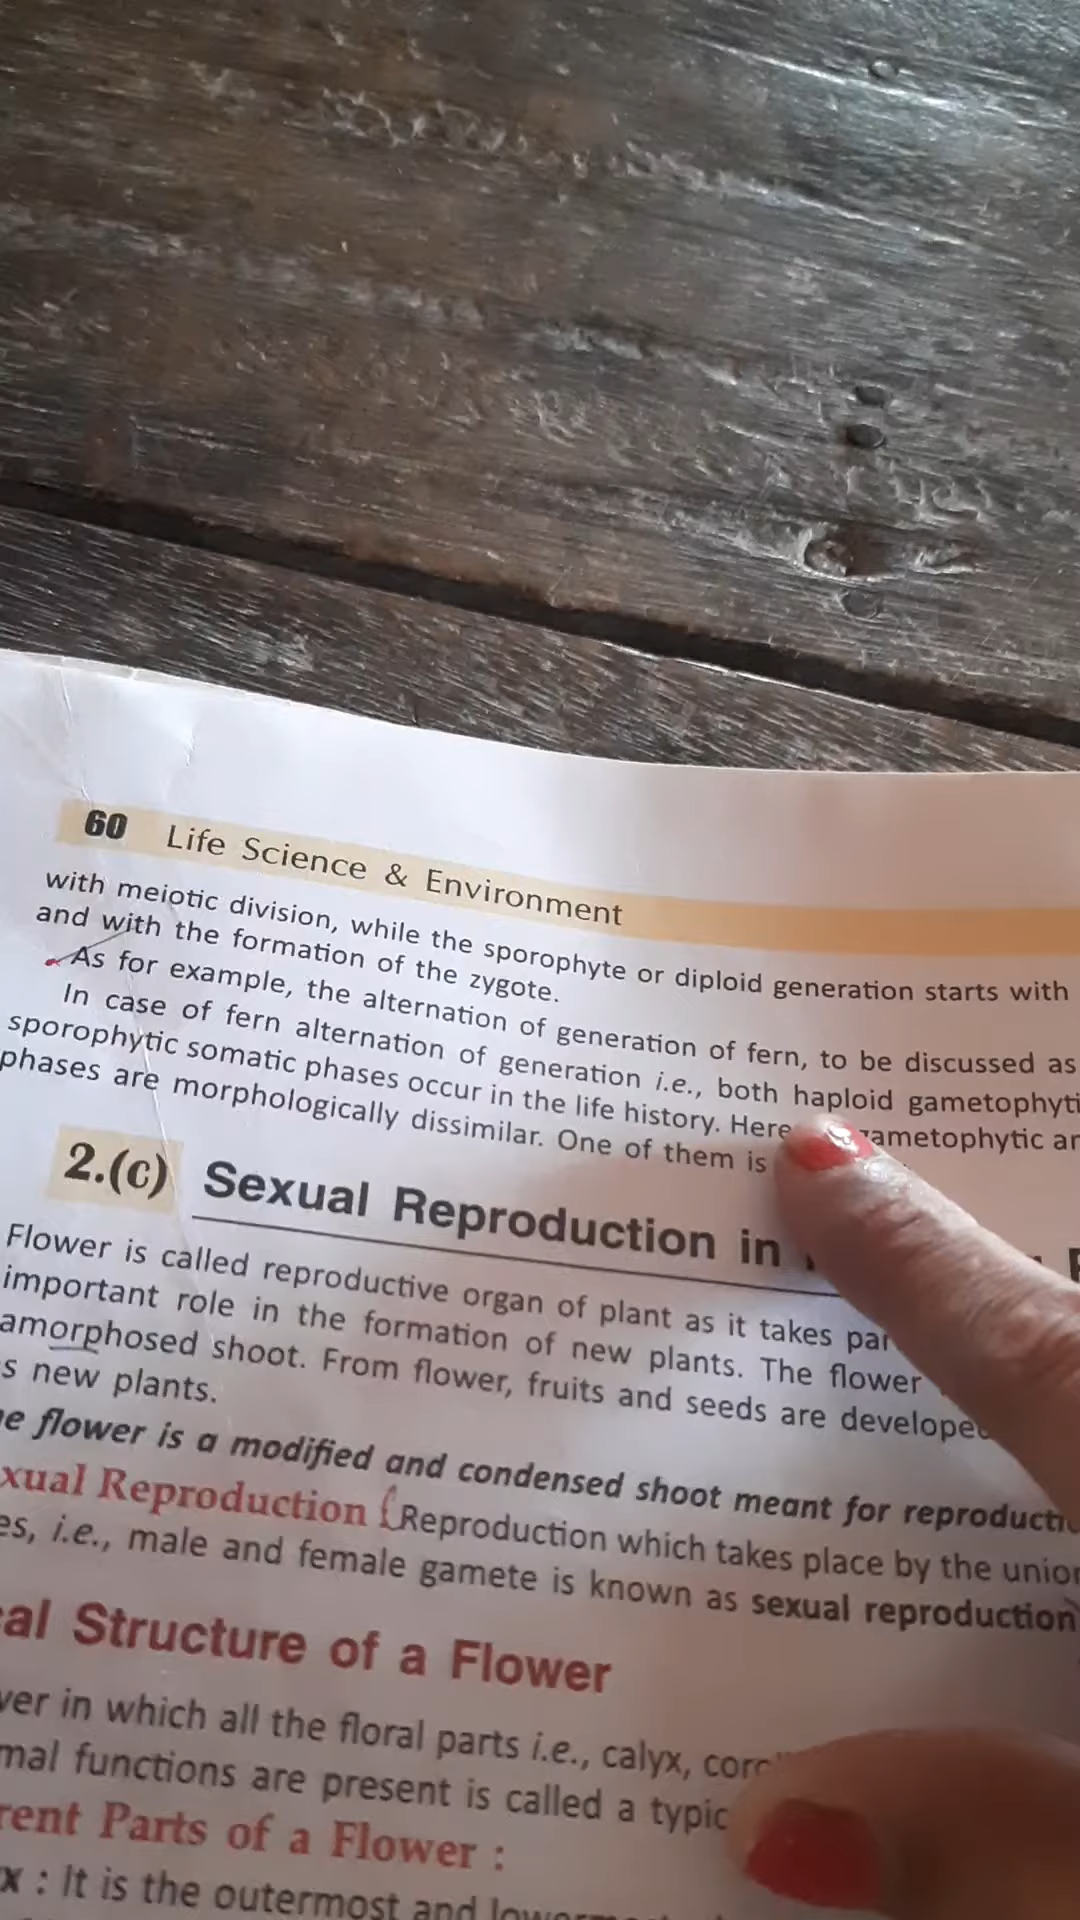 60 Life Science & Environment
with meiotic division, while the sporophyte or diploid generation starts with
and with the formation of the zygote.
As for example, the alternation of generation of fern, to be discussed as
In case of fern alternation of generation i.e., both haploid gametophyti
sporophytic somatic phases occur in the life history. Here gametophytic an
phases are morphologically dissimilar. One of them is
2.(c) Sexual Reproduction in
Flower is called reproductive organ of plant as it takes par
important role in the formation of new plants. The flower
amorphosed shoot. From flower, fruits and seeds are develope
s new plants.
e flower is a modified and condensed shoot meant for reproducti
xual Reproduction Reproduction which takes place by the union
es, i.e., male and female gamete is known as sexual reproduction
al Structure of a Flower
ver in which all the floral parts i.e., calyx, coro
mal functions are present is called a typic
rent Parts of a Flower :
x : It is the outermost and